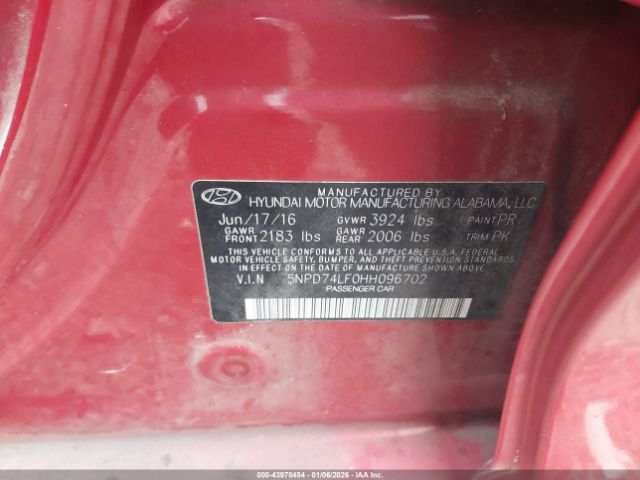 MANUFACTURED BY
HYUNDAI MOTOR MANUFACTURING ALABAMA, LLC
Jun/17/16 GVWR 3924 lbs PAINT PR
GAWR FRONT 2183 lbs GAWR REAR 2006 lbs TRIM PK
THIS VEHICLE CONFORMS TO ALL APPLICABLE U.S.A. FEDERAL
MOTOR VEHICLE SAFETY, BUMPER, AND THEFT PREVENTION STANDARDS
IN EFFECT ON THE DATE OF MANUFACTURE SHOWN ABOVE.
V.I.N 5NPD74LF0HH096702
PASSENGER CAR
000-43978454 | 01/06/2026 | IAAI.COM